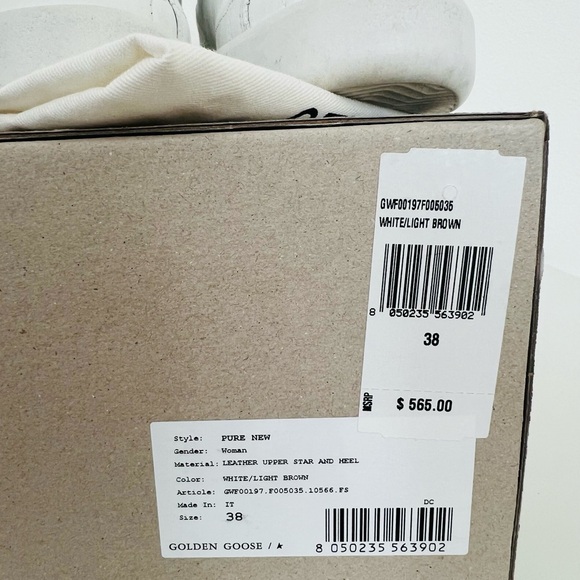 GWF00197F005035
WHITE/LIGHT BROWN
8 050235 563902
38
MSRP $ 565.00
Style: PURE NEW
Gender: Woman
Material: LEATHER UPPER STAR AND HEEL
Color: WHITE/LIGHT BROWN
Article: GWF00197.F005035.10566.FS
Made In: IT
Size: 38
DC
GOLDEN GOOSE / ★
8 050235 563902